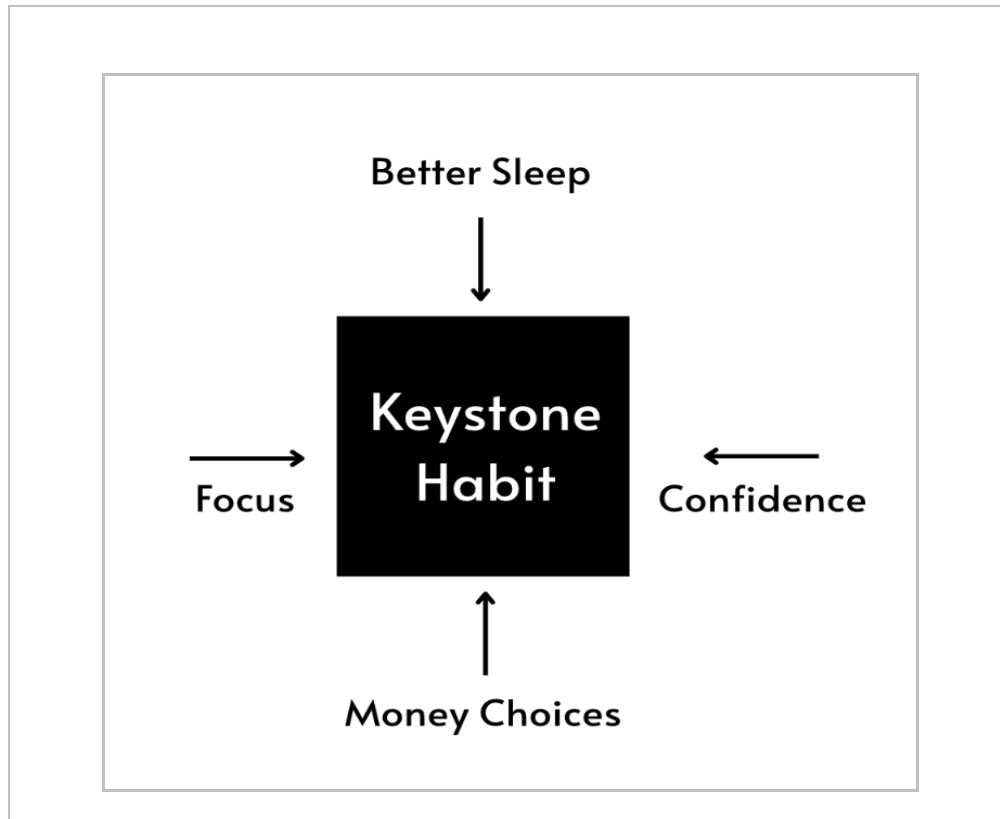 Better Sleep
Keystone
Habit
Focus
Confidence
Money Choices